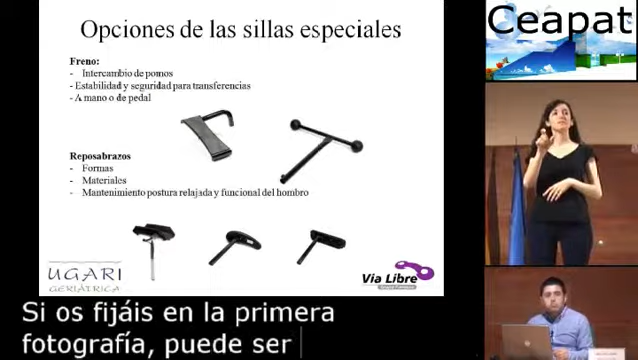 Opciones de las sillas especiales
Ceapat
Freno:
- Intercambio de pomos
- Estabilidad y seguridad para transferencias
- A mano o de pedal
Reposabrazos
- Formas
- Materiales
- Mantenimiento postura relajada y funcional del hombro
UGARI
GERIÁTRICA
Via Libre
Si os fijáis en la primera
fotografía, puede ser